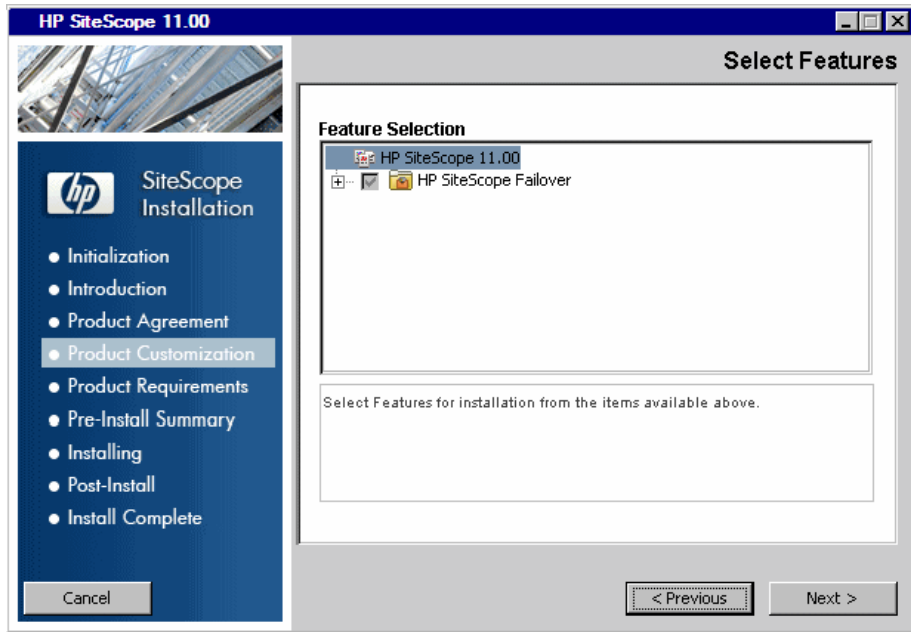 HP SiteScope 11.00
Select Features
hp
SiteScope
Installation
Initialization
Introduction
Product Agreement
Product Customization
Product Requirements
Pre-Install Summary
Installing
Post-Install
Install Complete
Feature Selection
HP SiteScope 11.00
HP SiteScope Failover
Select Features for installation from the items available above.
Cancel
< Previous
Next >